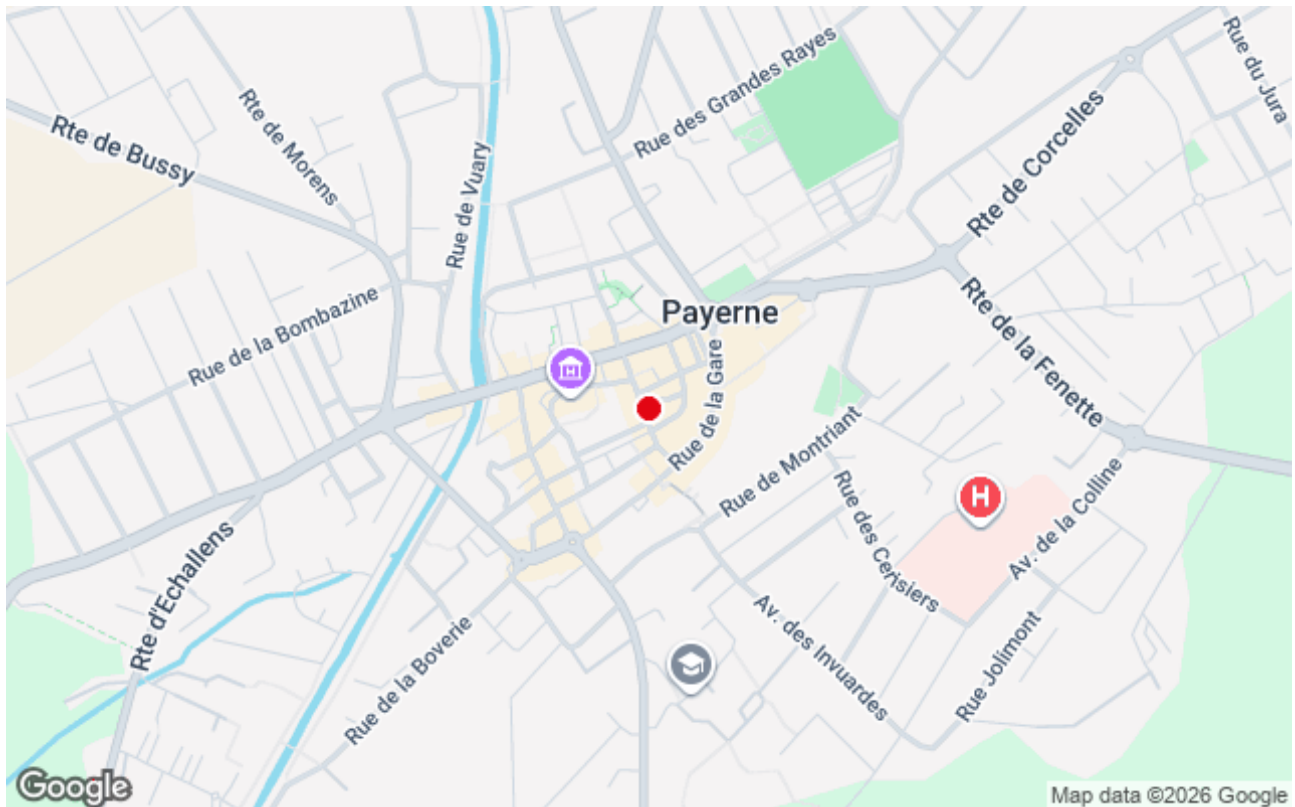 Rue des Grandes Rayes
Rue du Jura
Rte de Morens
Rte de Bussy
Rue de Vuary
Rte de Corcelles
Rue de la Bombazine
Payerne
Rte de la Fenette
Rue de la Gare
Rue de Montriant
H
Rue des Cerisiers
Av. de la Colline
Rte d'Echallens
Rue de la Boverie
Av. des Invuardes
Rue Jolimont
Google
Map data ©2026 Google